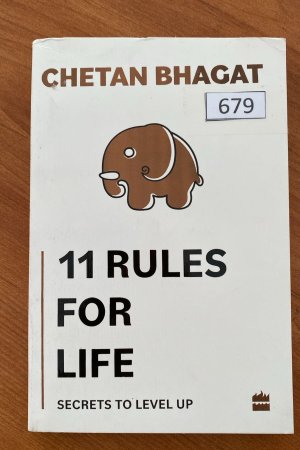 CHETAN BHAGAT
679
11 RULES
FOR
LIFE
SECRETS TO LEVEL UP